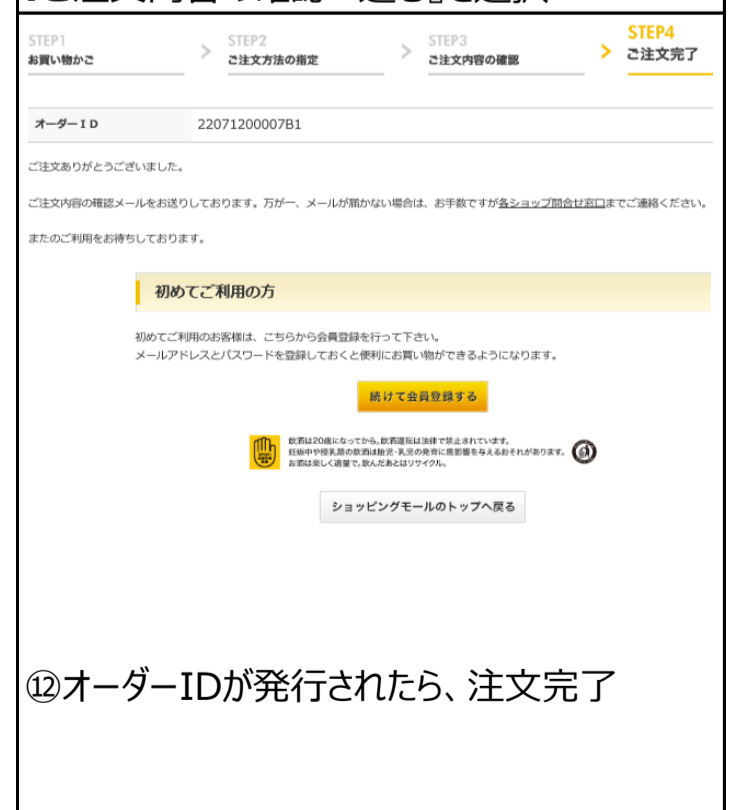 STEP1
お買い物かご
>
STEP2
ご注文方法の指定
>
STEP3
ご注文内容の確認
>
STEP4
ご注文完了
オーダーID 22071200007B1
ご注文ありがとうございました。
ご注文内容の確認メールをお送りしております。万が一、メールが届かない場合は、お手数ですが各ショップ問合せ窓口までご連絡ください。
またのご利用をお待ちしております。
初めてご利用の方
初めてご利用のお客様は、こちらから会員登録を行って下さい。
メールアドレスとパスワードを登録しておくと便利にお買い物ができるようになります。
続けて会員登録する
飲酒は20歳になってから。飲酒運転は法律で禁止されています。
妊娠中や授乳期の飲酒は胎児・乳児の発育に悪影響を与えるおそれがあります。
お酒は楽しく適量で。飲んだあとはリサイクル。
ショッピングモールのトップへ戻る
⑫オーダーIDが発行されたら、注文完了